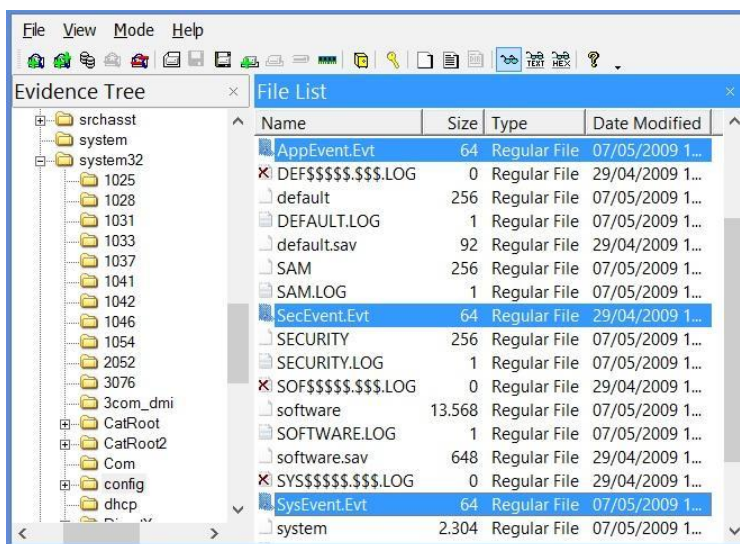 File View Mode Help
TEXT HEX ?
Evidence Tree × File List ×
srchasst
system
system32
1025
1028
1031
1033
1037
1041
1042
1046
1054
2052
3076
3com_dmi
CatRoot
CatRoot2
Com
config
dhcp
Name Size Type Date Modified
AppEvent.Evt 64 Regular File 07/05/2009 1...
DEF$$$$$.$$$.LOG 0 Regular File 29/04/2009 1...
default 256 Regular File 07/05/2009 1...
DEFAULT.LOG 1 Regular File 07/05/2009 1...
default.sav 92 Regular File 29/04/2009 1...
SAM 256 Regular File 07/05/2009 1...
SAM.LOG 1 Regular File 07/05/2009 1...
SecEvent.Evt 64 Regular File 29/04/2009 1...
SECURITY 256 Regular File 07/05/2009 1...
SECURITY.LOG 1 Regular File 07/05/2009 1...
SOF$$$$$.$$$.LOG 0 Regular File 29/04/2009 1...
software 13.568 Regular File 07/05/2009 1...
SOFTWARE.LOG 1 Regular File 07/05/2009 1...
software.sav 648 Regular File 29/04/2009 1...
SYS$$$$$.$$$.LOG 0 Regular File 29/04/2009 1...
SysEvent.Evt 64 Regular File 07/05/2009 1...
system 2.304 Regular File 07/05/2009 1...